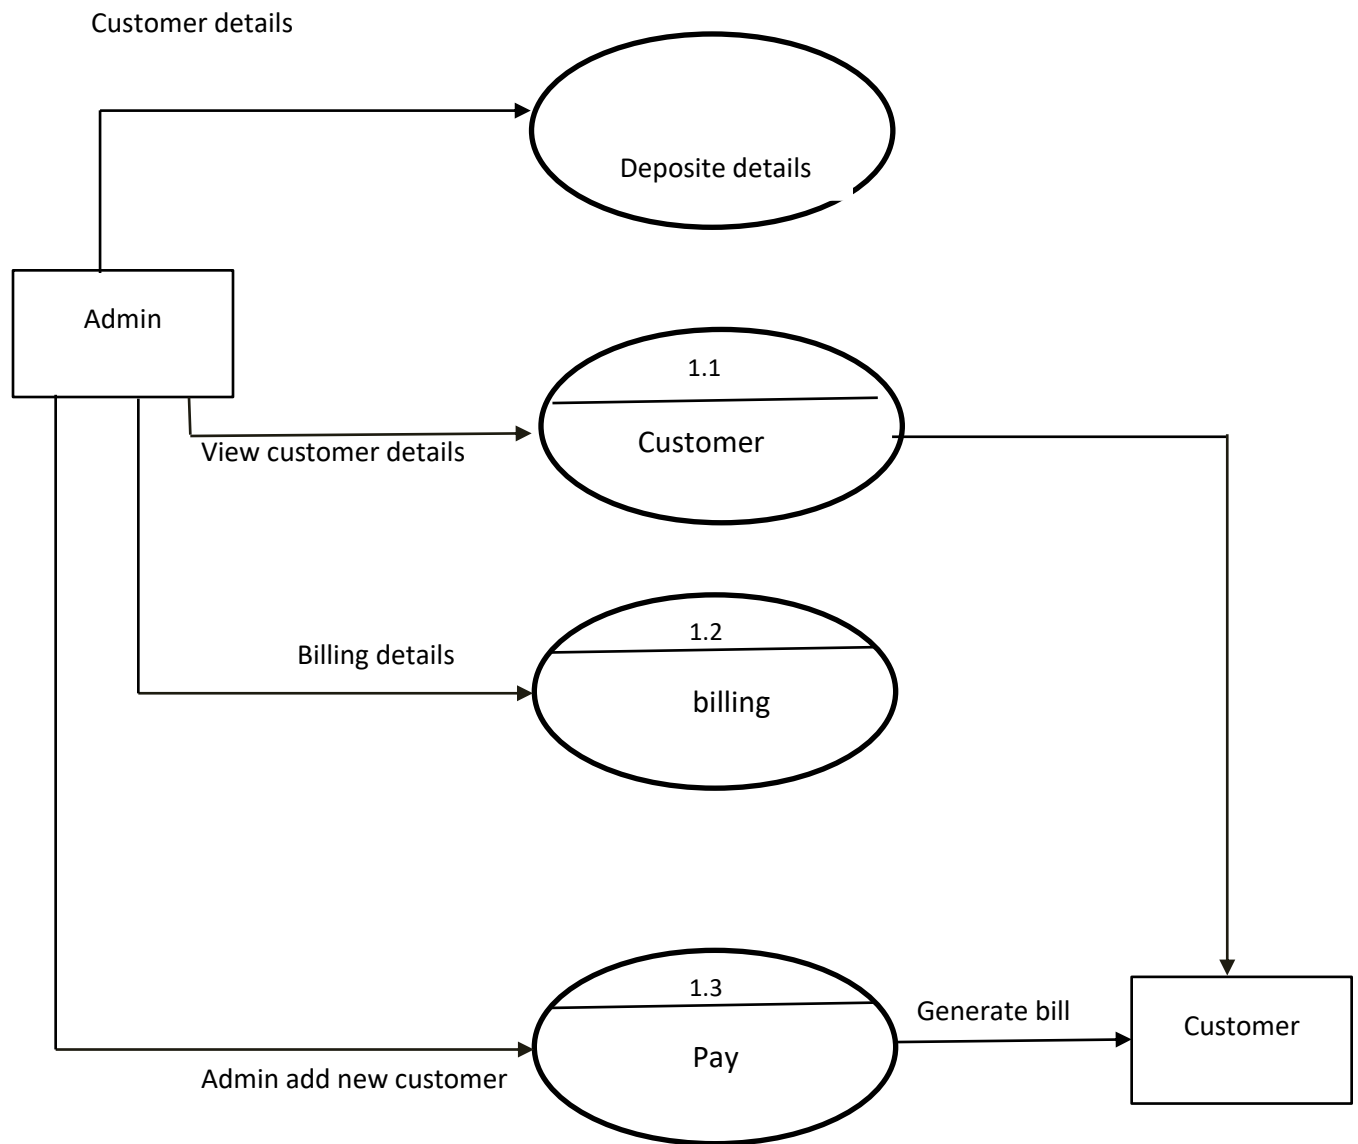 Customer details
Deposite details
Admin
1.1
Customer
View customer details
1.2
Billing details
billing
1.3
Generate bill
Customer
Pay
Admin add new customer